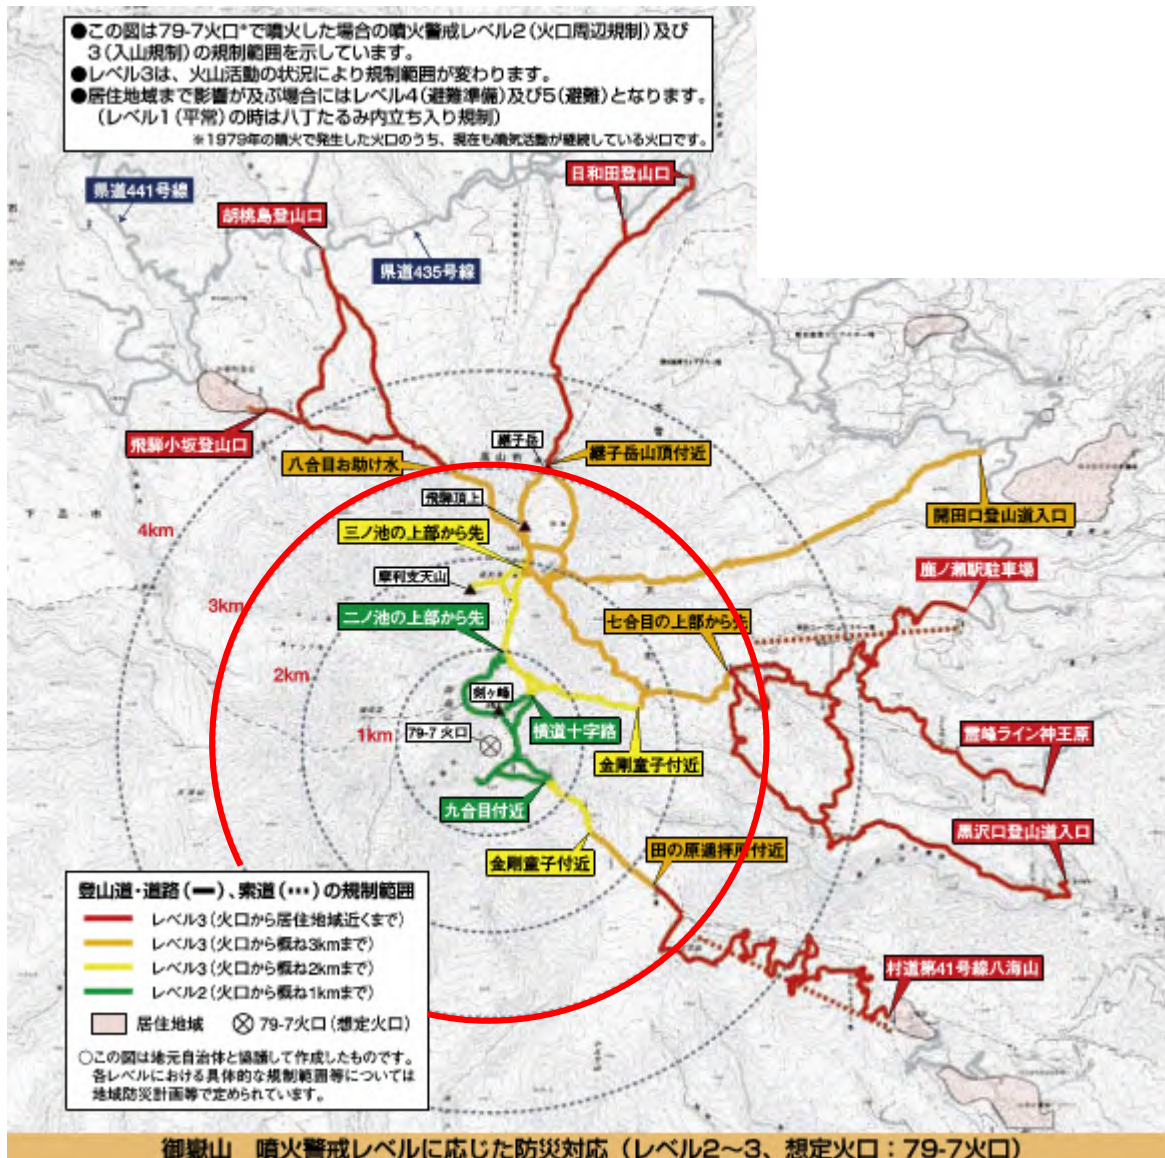 ●この図は79-7火口*で噴火した場合の噴火警戒レベル2(火口周辺規制)及び
3(入山規制)の規制範囲を示しています。
●レベル3は、火山活動の状況により規制範囲が変わります。
●居住地域まで影響が及ぶ場合にはレベル4(避難準備)及び5(避難)となります。
(レベル1(平常)の時は八丁たるみ内立ち入り規制)
※1979年の噴火で発生した火口のうち、現在も噴気活動が継続している火口です。
日和田登山口
県道441号線
胡桃島登山口
県道435号線
飛騨小坂登山口
八合目お助け水
継子岳
継子岳山頂付近
飛騨頂上
開田口登山道入口
4km
三ノ池の上部から先
摩利支天山
鹿ノ瀬駅駐車場
3km
二ノ池の上部から先
七合目の上部から先
2km
剣ヶ峰
1km
79-7 火口
横道十字路
霊峰ライン神王原
金剛童子付近
九合目付近
黒沢口登山道入口
金剛童子付近
田の原遥拝所付近
村道第41号線八海山
登山道・道路(━)、索道(•••)の規制範囲
レベル3(火口から居住地域近くまで)
レベル3(火口から概ね3kmまで)
レベル3(火口から概ね2kmまで)
レベル2(火口から概ね1kmまで)
居住地域 79-7火口(想定火口)
○この図は地元自治体と協議して作成したものです。
各レベルにおける具体的な規制範囲等については
地域防災計画等で定められています。
御嶽山 噴火警戒レベルに応じた防災対応(レベル2～3、想定火口:79-7火口)